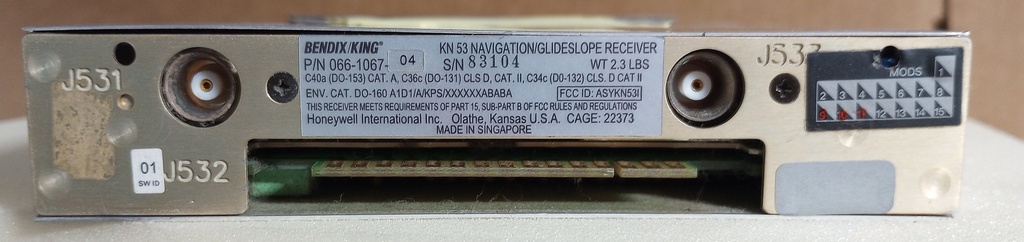 J531
BENDIX/KING®
KN 53 NAVIGATION/GLIDESLOPE RECEIVER
P/N 066-1067- 04
S/N 83104
WT 2.3 LBS
C40a (DO-153) CAT. A, C36c (DO-131) CLS D, CAT. II, C34c (D0-132) CLS. D CAT II
ENV. CAT. DO-160 A1D1/A/KPS/XXXXXXABABA
FCC ID: ASYKN53I
THIS RECEIVER MEETS REQUIREMENTS OF PART 15, SUB-PART B OF FCC RULES AND REGULATIONS
Honeywell International Inc. Olathe, Kansas U.S.A. CAGE: 22373
MADE IN SINGAPORE
J533
MODS 1
2 3 4 5 6 7 8
9 10 11 12 13 14 15
01
SW ID
J532